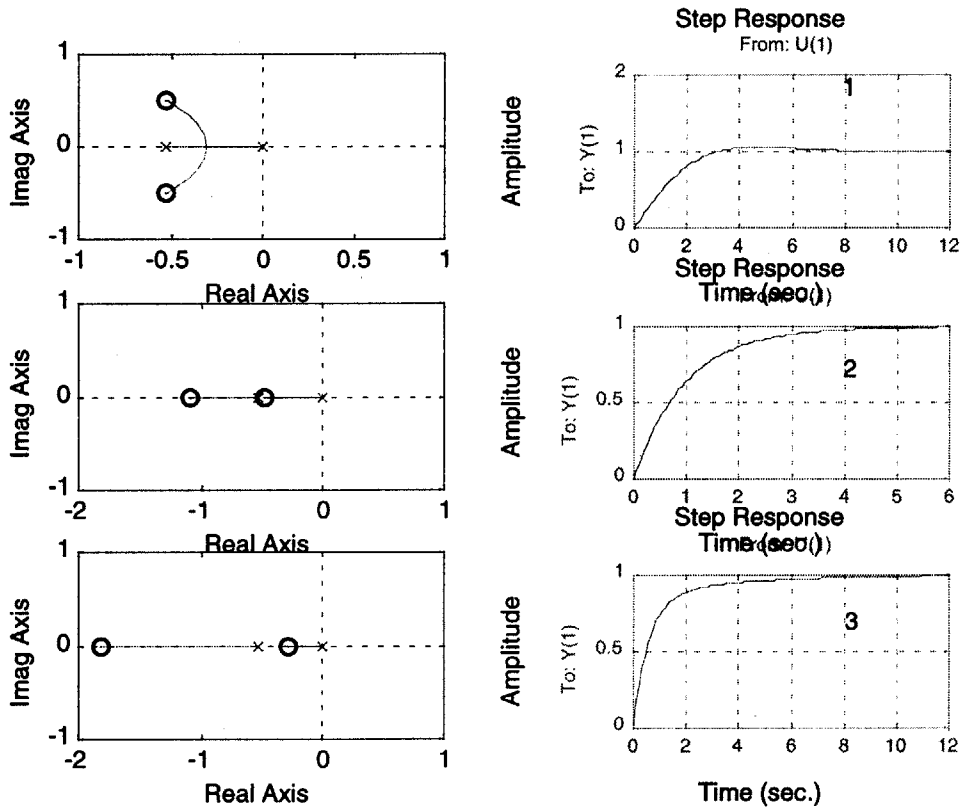 Step Response
From: U(1)
1
0
-1
Imag Axis
-1
-0.5
0
0.5
1
Real Axis
2
1
0
Amplitude
To: Y(1)
1
0
2
4
6
8
10
12
Time (sec.)
Step Response
1
0
-1
Imag Axis
-2
-1
0
1
Real Axis
1
0.5
0
Amplitude
To: Y(1)
2
0
1
2
3
4
5
6
Time (sec.)
Step Response
1
0
-1
Imag Axis
-2
-1
0
1
Real Axis
1
0.5
0
Amplitude
To: Y(1)
3
0
2
4
6
8
10
12
Time (sec.)